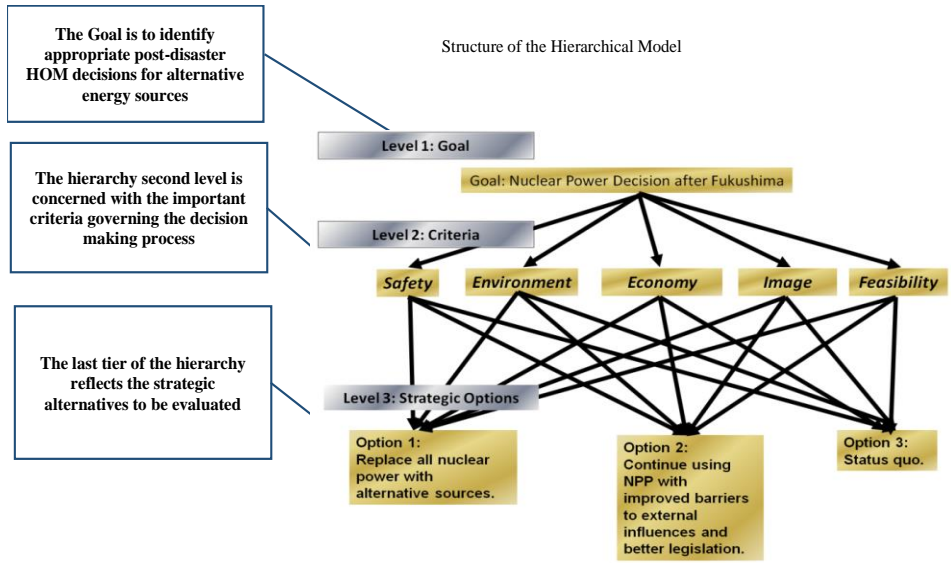 The Goal is to identify
appropriate post-disaster
HOM decisions for alternative
energy sources
Structure of the Hierarchical Model
Level 1: Goal
Goal: Nuclear Power Decision after Fukushima
The hierarchy second level is
concerned with the important
criteria governing the decision
making process
Level 2: Criteria
Safety
Environment
Economy
Image
Feasibility
The last tier of the hierarchy
reflects the strategic
alternatives to be evaluated
Level 3: Strategic Options
Option 1:
Replace all nuclear
power with
alternative sources.
Option 2:
Continue using
NPP with
improved barriers
to external
influences and
better legislation.
Option 3:
Status quo.